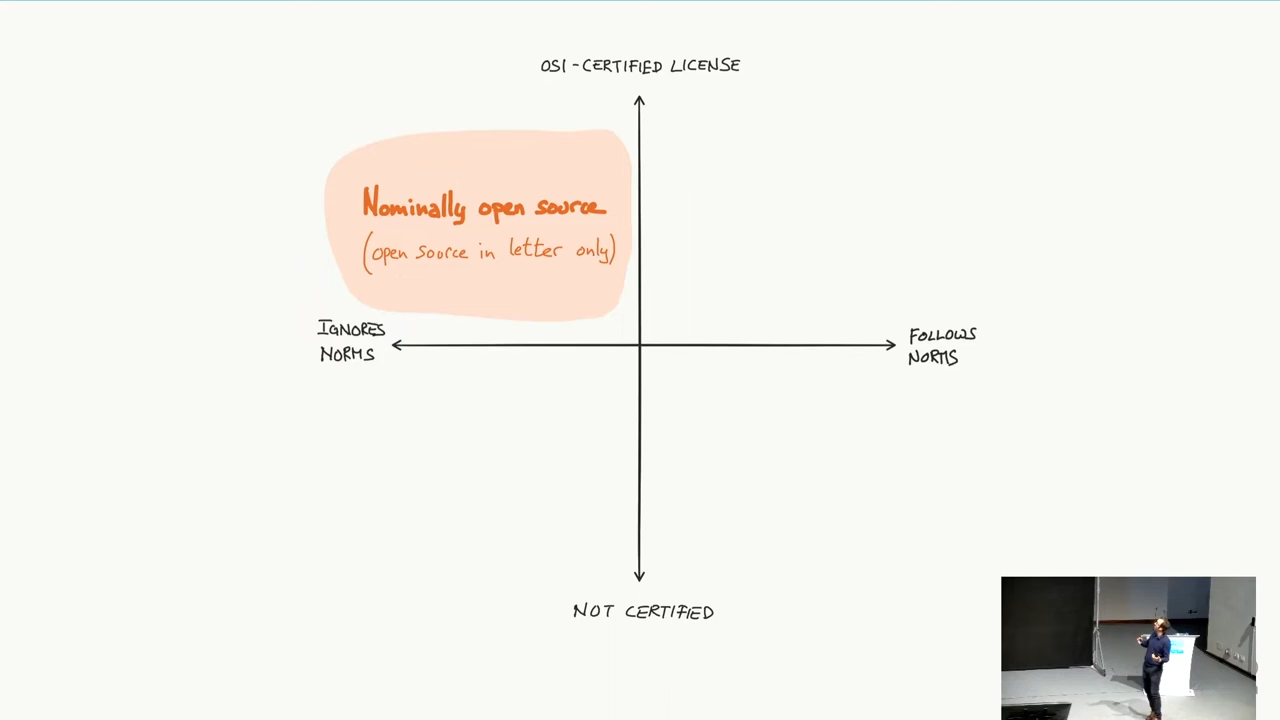 OSI-CERTIFIED LICENSE
Nominally open source
(open source in letter only)
IGNORES
NORMS
FOLLOWS
NORMS
NOT CERTIFIED